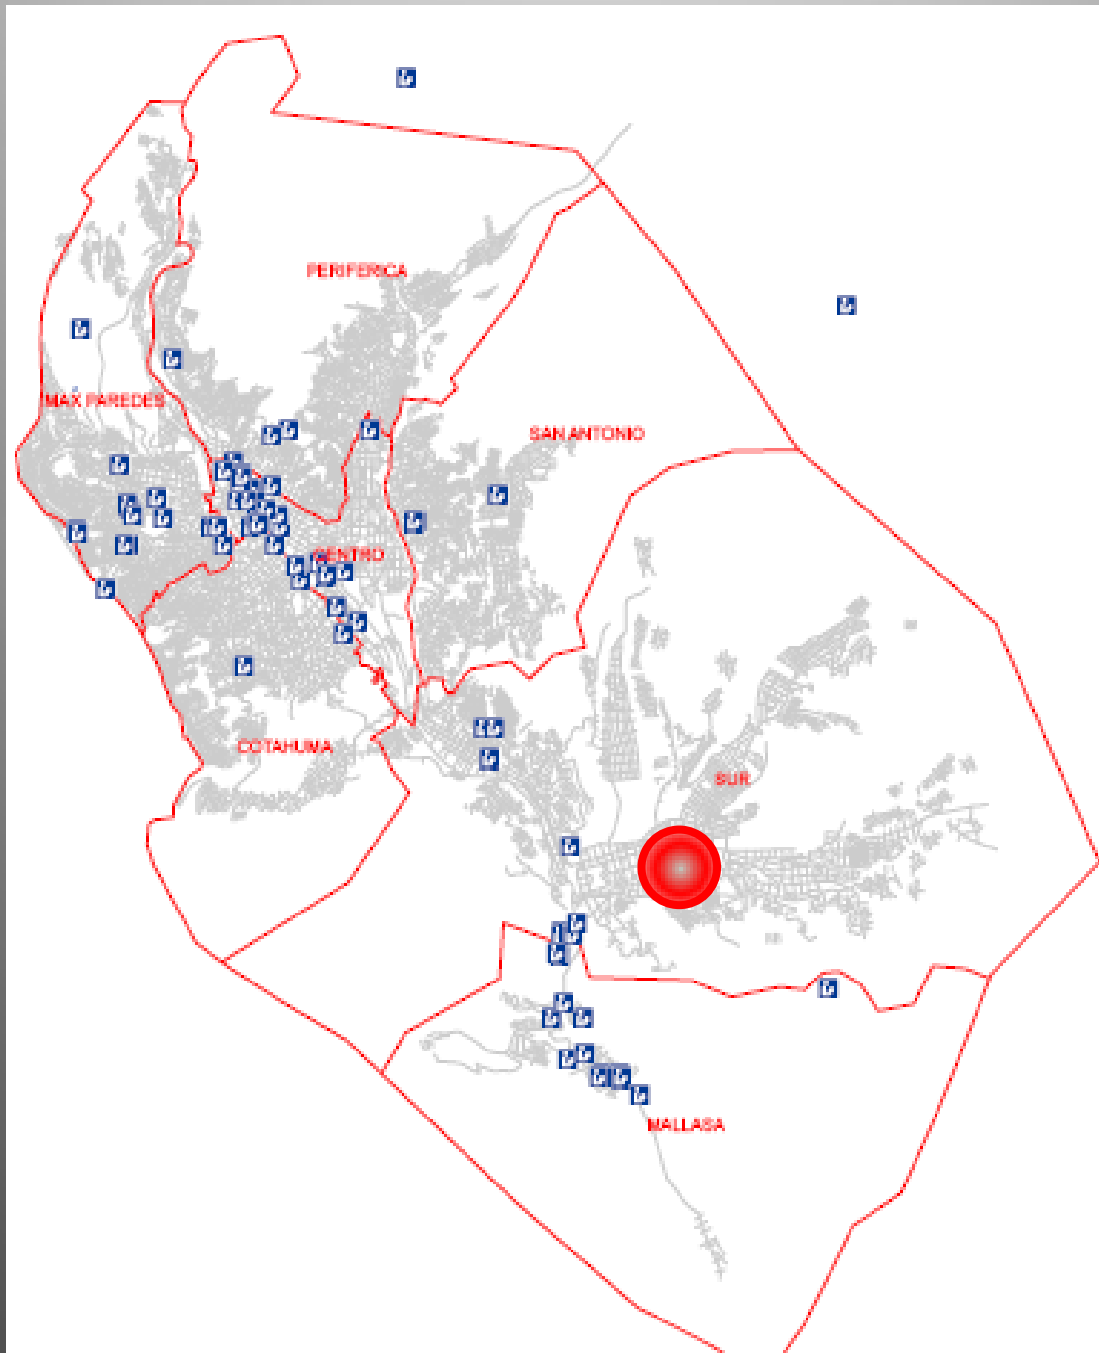 PERIFERICA
MAX PAREDES
SAN ANTONIO
CENTRO
COTAHUMA
SUR
MALLASA